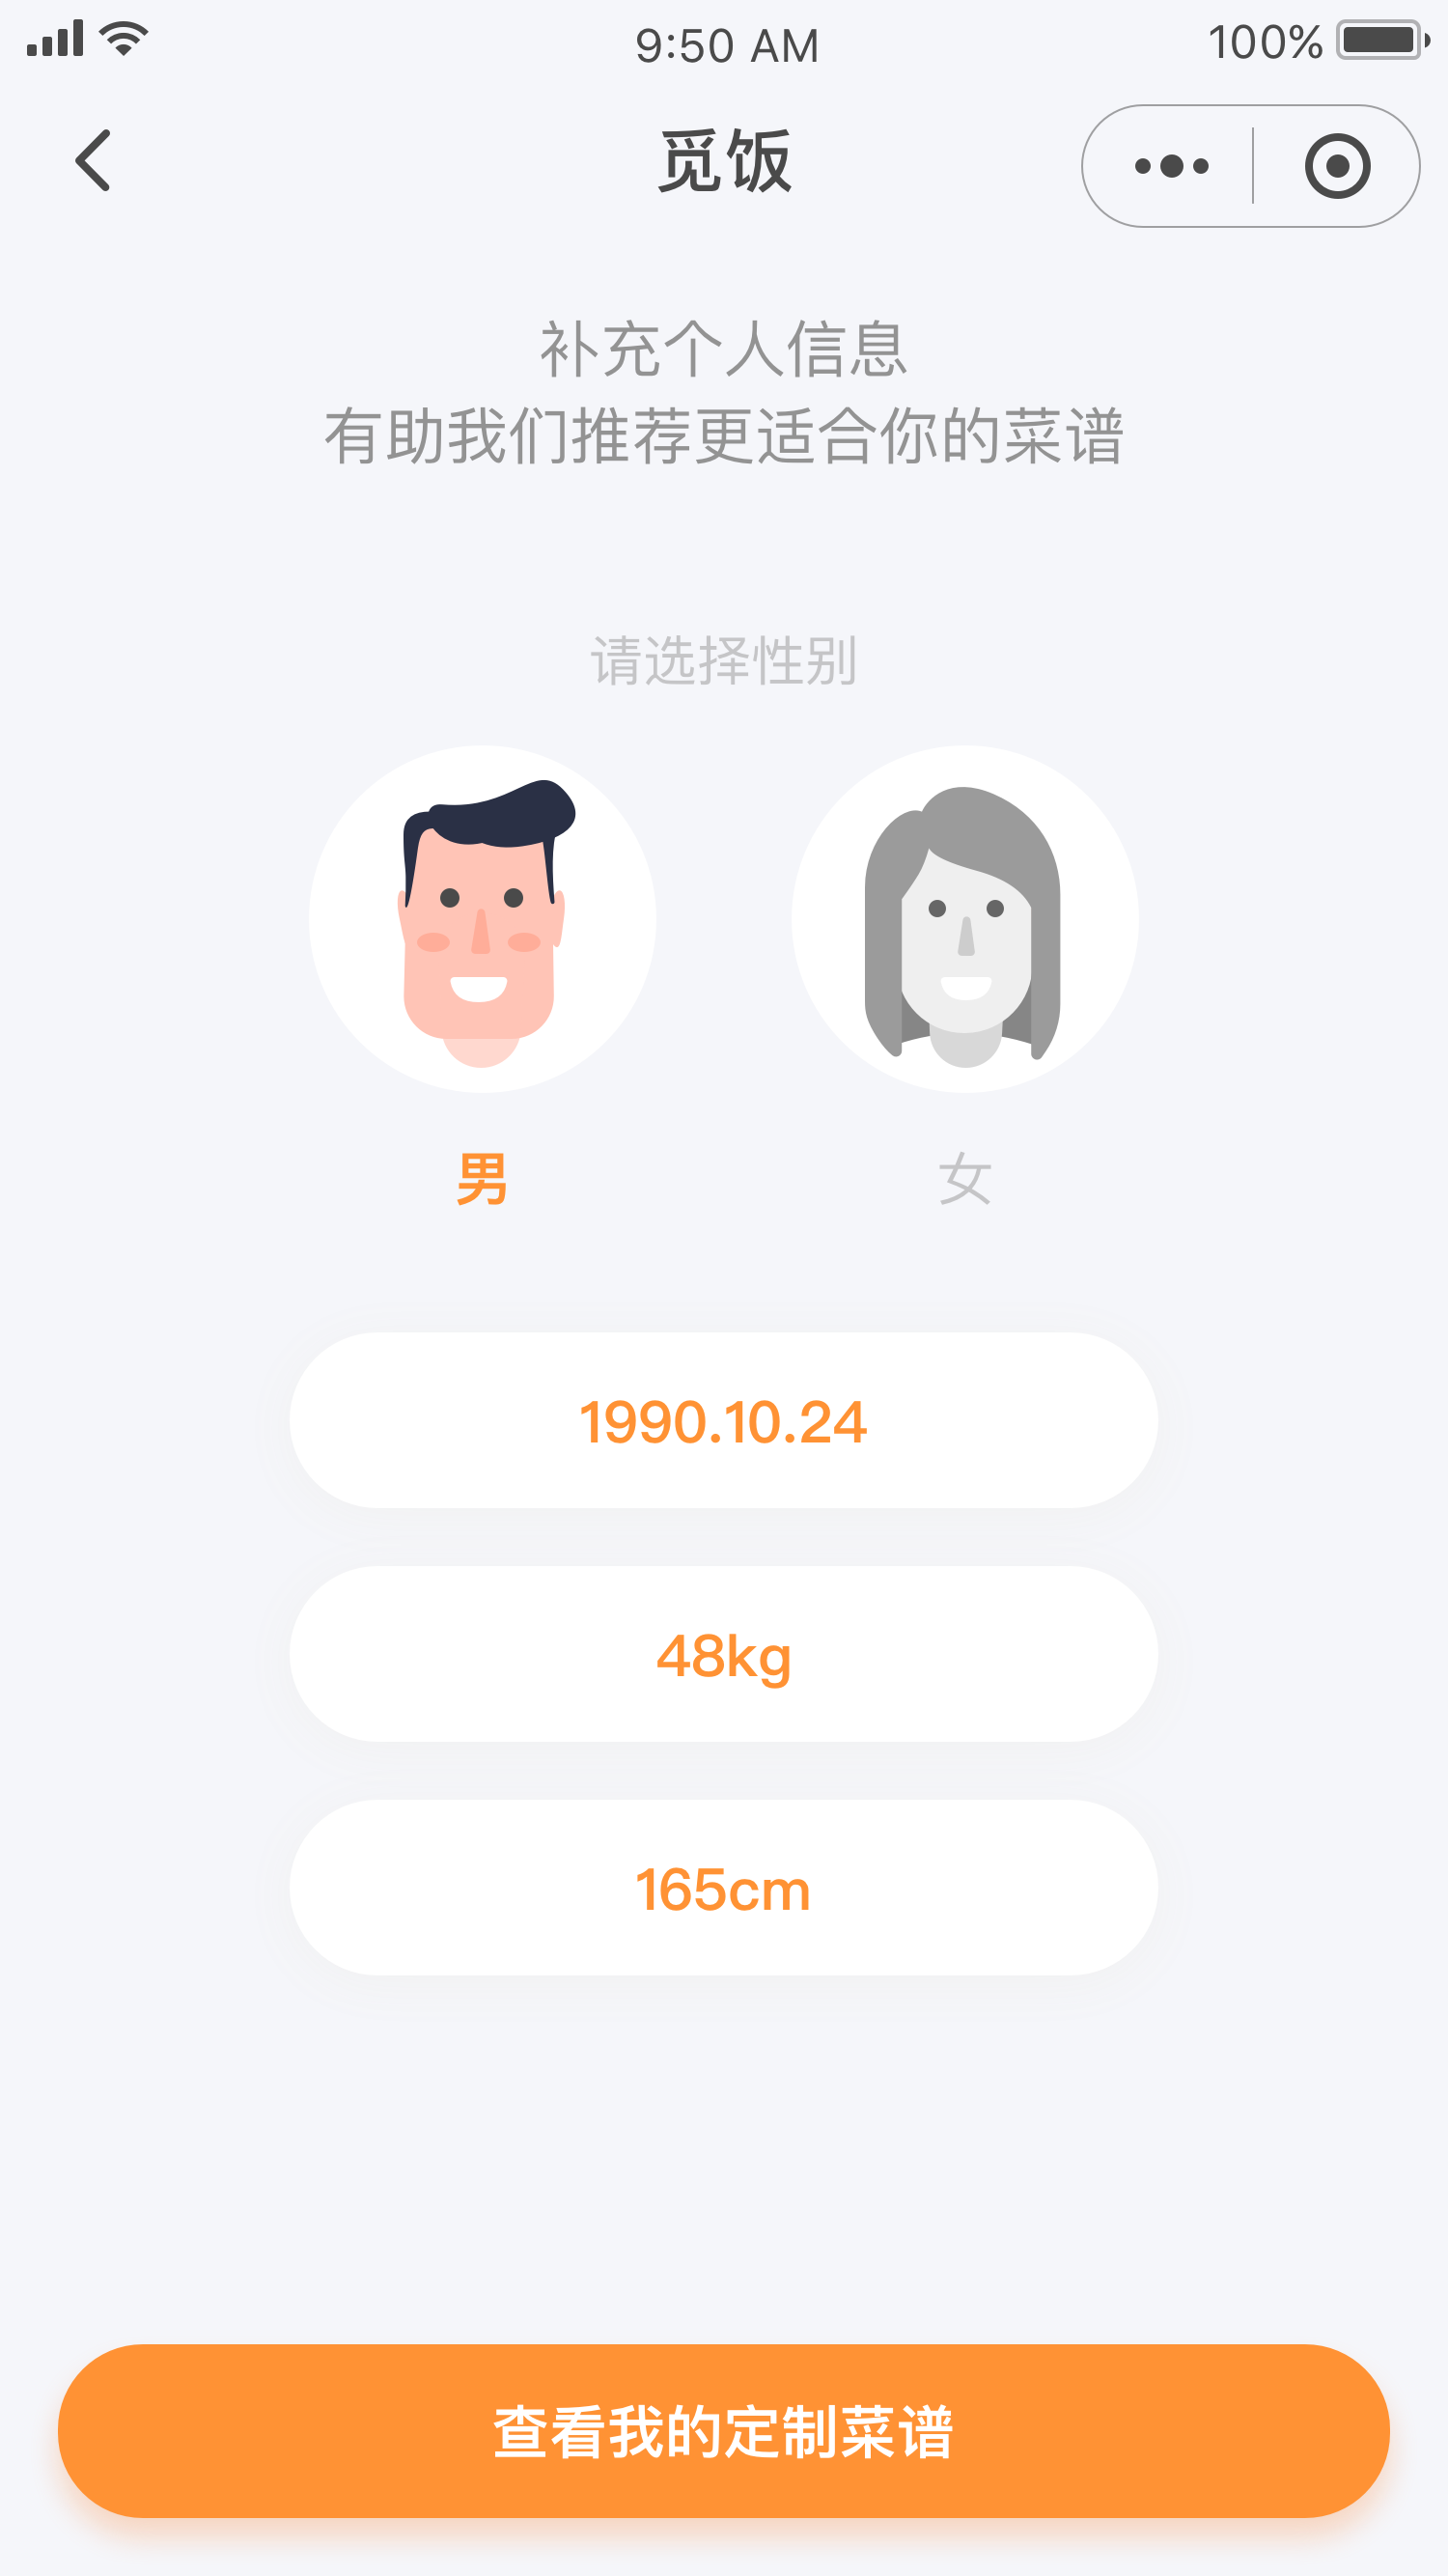 9:50 AM
100%
觅饭
补充个人信息
有助我们推荐更适合你的菜谱
请选择性别
男
女
1990.10.24
48kg
165cm
查看我的定制菜谱